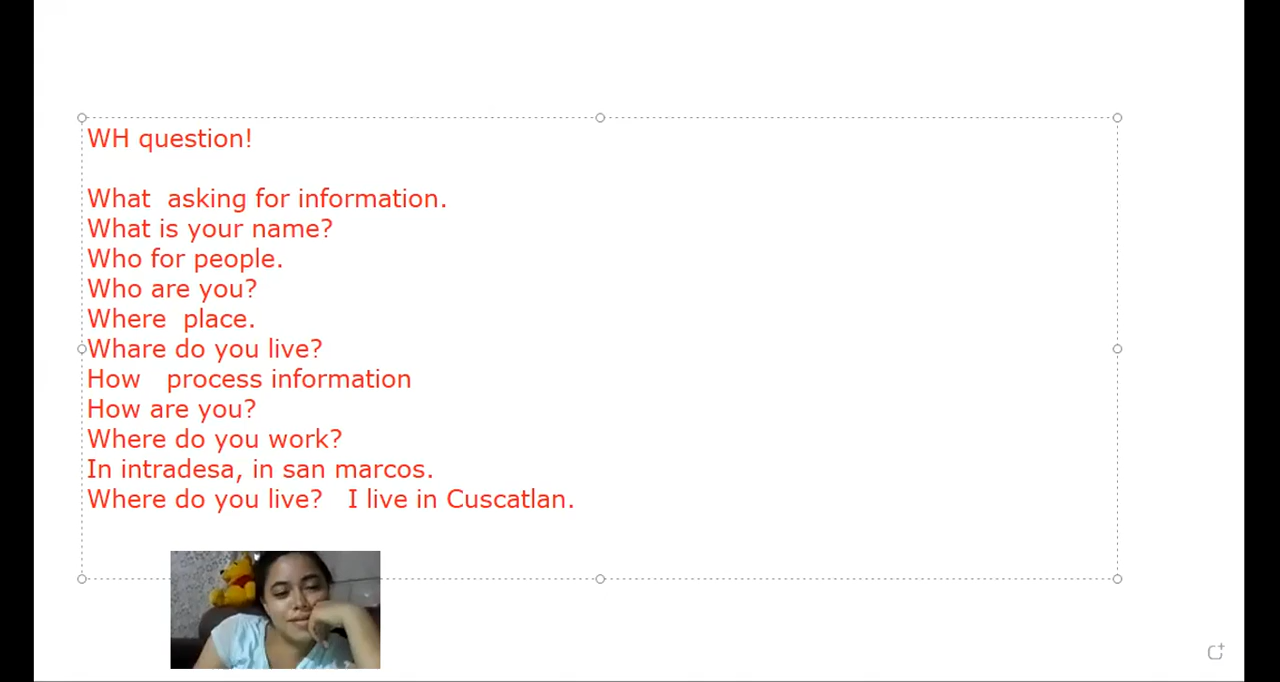 WH question!
What  asking for information.
What is your name?
Who for people.
Who are you?
Where  place.
Whare do you live?
How   process information
How are you?
Where do you work?
In intradesa, in san marcos.
Where do you live?   I live in Cuscatlan.